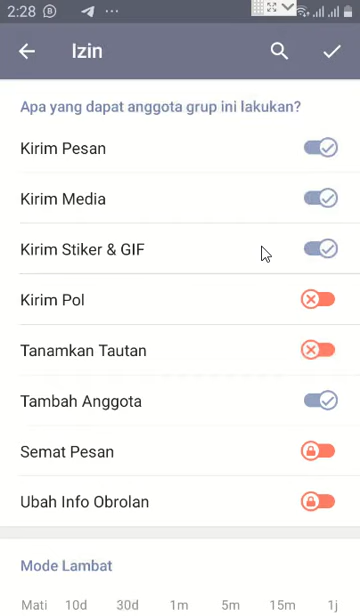 2:28
Izin
Apa yang dapat anggota grup ini lakukan?
Kirim Pesan
Kirim Media
Kirim Stiker & GIF
Kirim Pol
Tanamkan Tautan
Tambah Anggota
Semat Pesan
Ubah Info Obrolan
Mode Lambat
Mati 10d 30d 1m 5m 15m 1j